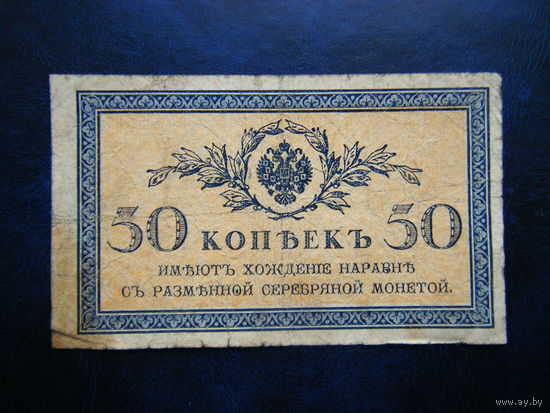 50 КОПѢЕКЪ 50
ИМѢЮТЪ ХОЖДЕНІЕ НАРАВНѢ
СЪ РАЗМѢННОЙ СЕРЕБРЯНОЙ МОНЕТОЙ.
www.ay.by